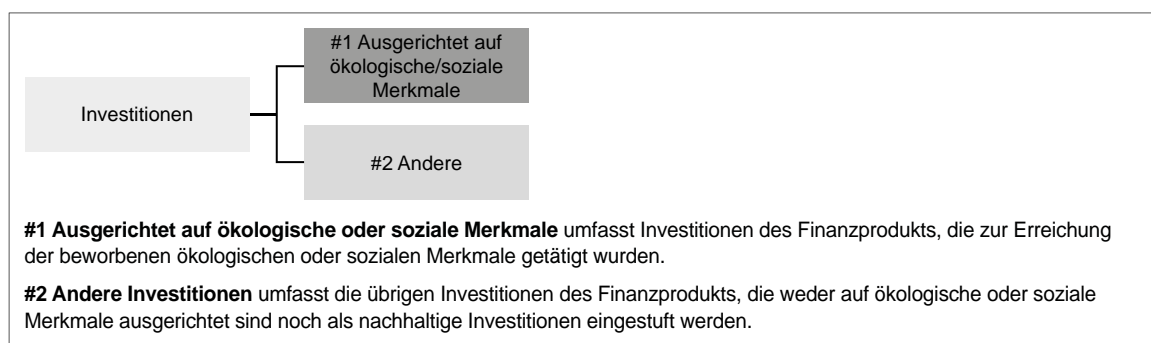 #1 Ausgerichtet auf
ökologische/soziale
Merkmale
Investitionen
#2 Andere
#1 Ausgerichtet auf ökologische oder soziale Merkmale umfasst Investitionen des Finanzprodukts, die zur Erreichung
der beworbenen ökologischen oder sozialen Merkmale getätigt wurden.
#2 Andere Investitionen umfasst die übrigen Investitionen des Finanzprodukts, die weder auf ökologische oder soziale
Merkmale ausgerichtet sind noch als nachhaltige Investitionen eingestuft werden.